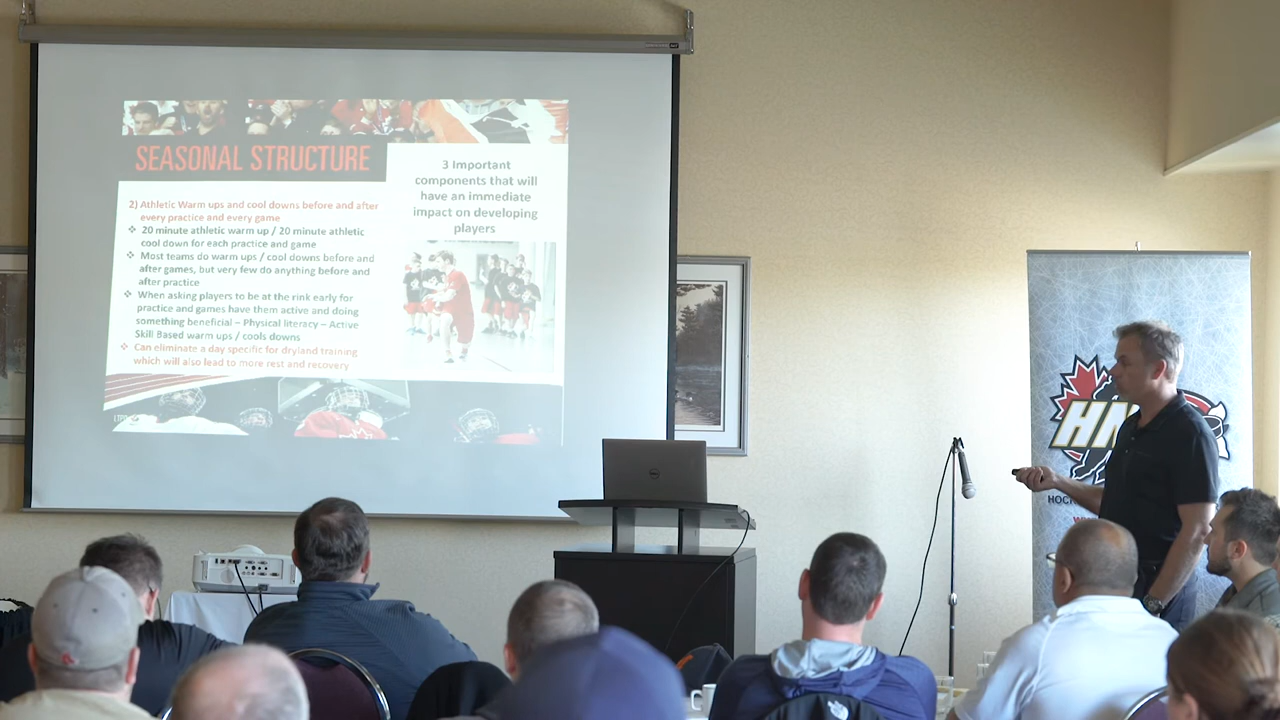 SEASONAL STRUCTURE
3 Important
components that will
have an immediate
impact on developing
players
2) Athletic Warm ups and cool downs before and after
every practice and every game
❖ 20 minute athletic warm up / 20 minute athletic
cool down for each practice and game
❖ Most teams do warm ups / cool downs before and
after games, but very few do anything before and
after practice
❖ When asking players to be at the rink early for
practice and games have them active and doing
something beneficial – Physical literacy – Active
Skill Based warm ups / cools downs
❖ Can eliminate a day specific for dryland training
which will also lead to more rest and recovery
DELL